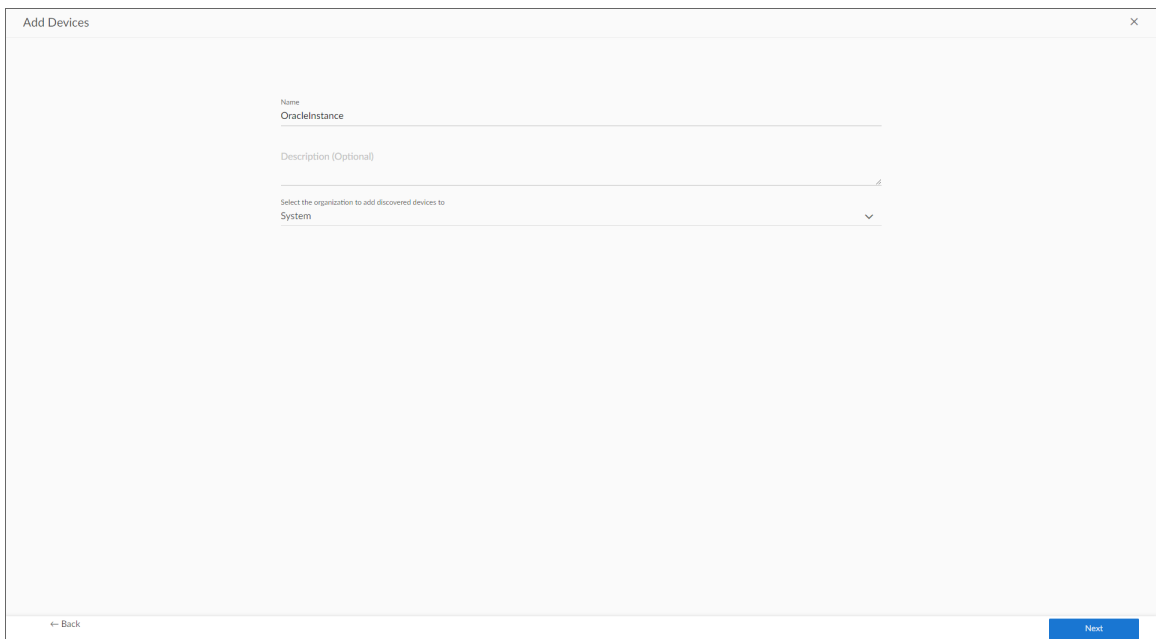 Add Devices
Name
OracleInstance
Description (Optional)
Select the organization to add discovered devices to
System
← Back
Next